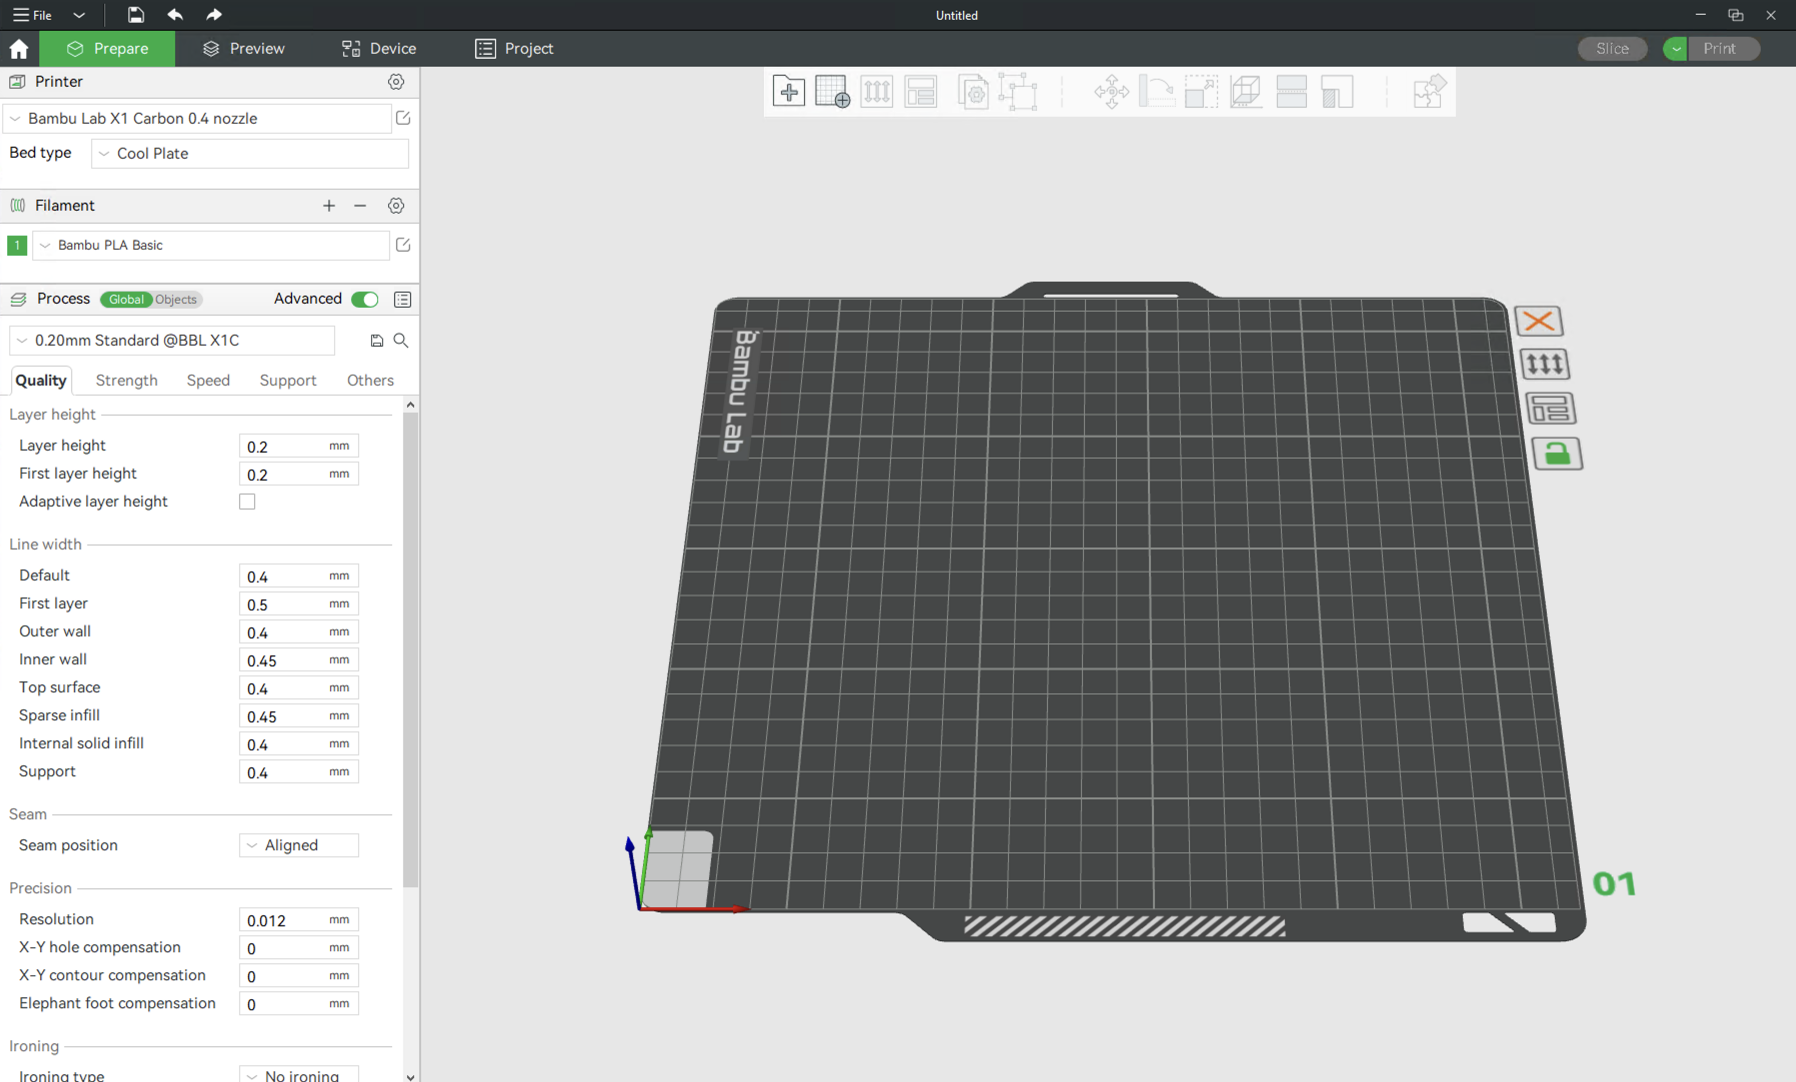 File
Untitled
Prepare
Preview
Device
Project
Slice
Print
Printer
Bambu Lab X1 Carbon 0.4 nozzle
Bed type
Cool Plate
Filament
1
Bambu PLA Basic
Process
Global
Objects
Advanced
0.20mm Standard @BBL X1C
Quality
Strength
Speed
Support
Others
Layer height
Layer height 0.2 mm
First layer height 0.2 mm
Adaptive layer height
Line width
Default 0.4 mm
First layer 0.5 mm
Outer wall 0.4 mm
Inner wall 0.45 mm
Top surface 0.4 mm
Sparse infill 0.45 mm
Internal solid infill 0.4 mm
Support 0.4 mm
Seam
Seam position Aligned
Precision
Resolution 0.012 mm
X-Y hole compensation 0 mm
X-Y contour compensation 0 mm
Elephant foot compensation 0 mm
Ironing
Ironing type No ironing
Bambu Lab
01